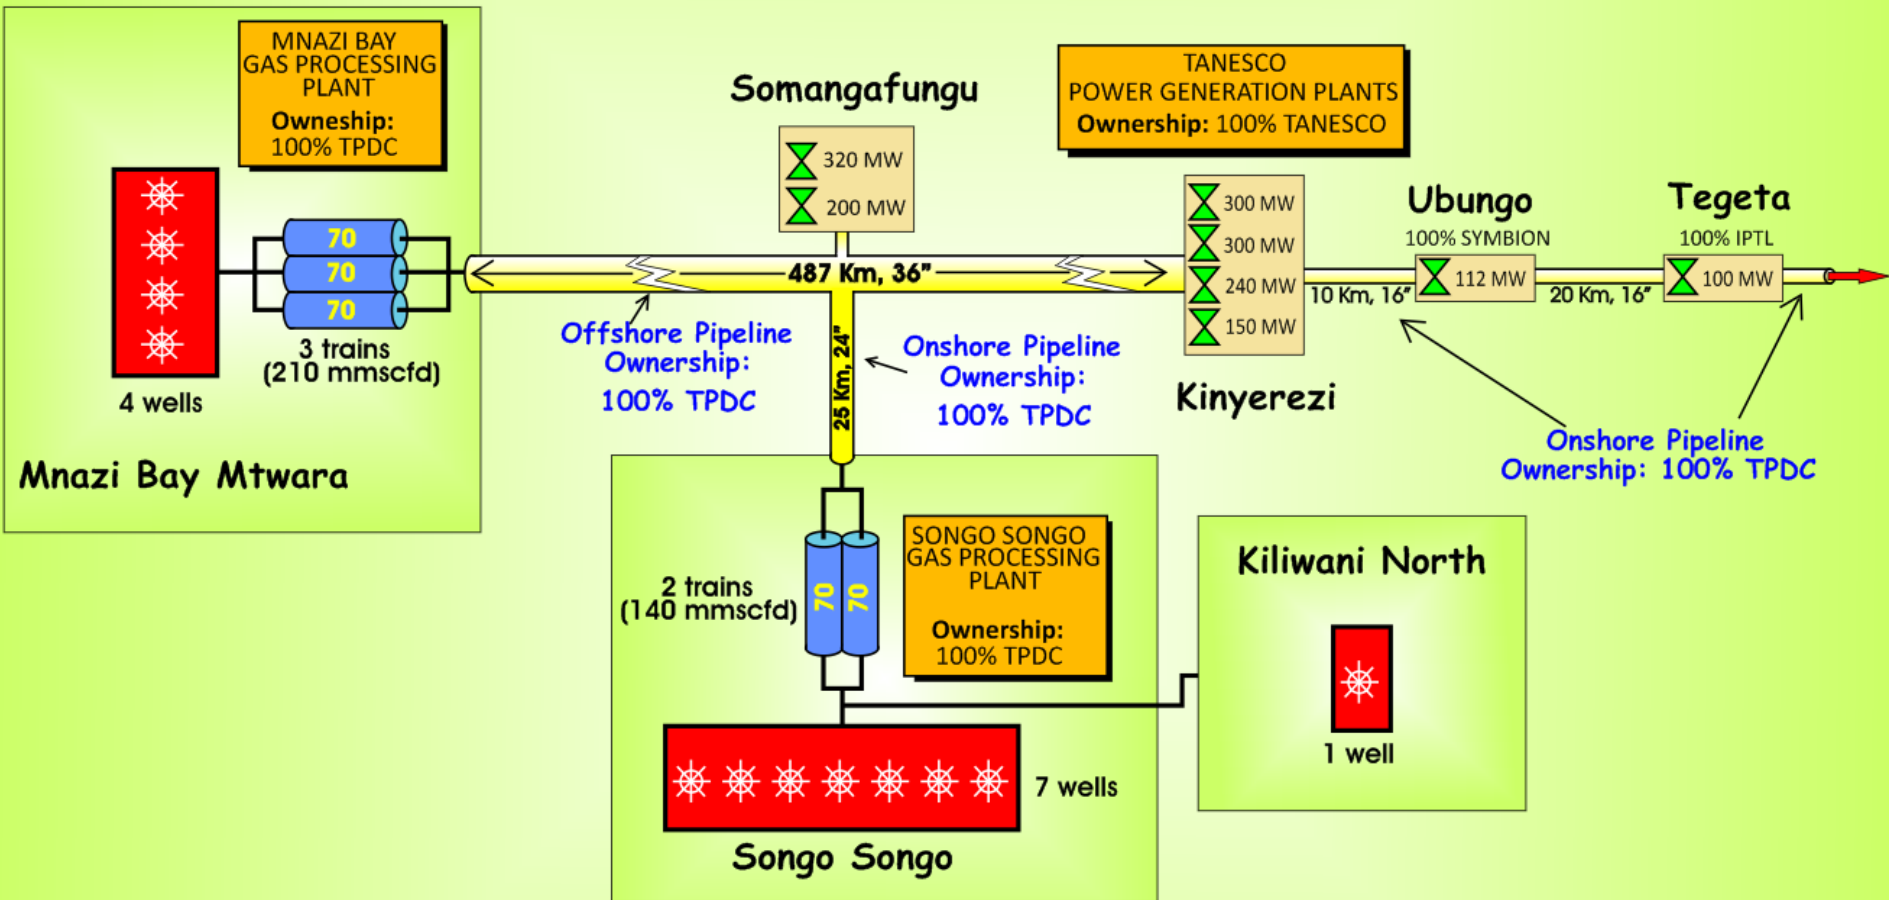 MNAZI BAY
GAS PROCESSING
PLANT
Owneship:
100% TPDC
70
70
70
3 trains
(210 mmscfd)
4 wells
Mnazi Bay Mtwara
Somangafungu
320 MW
200 MW
487 Km, 36”
Offshore Pipeline
Ownership:
100% TPDC
25 Km, 24”
Onshore Pipeline
Ownership:
100% TPDC
TANESCO
POWER GENERATION PLANTS
Ownership: 100% TANESCO
300 MW
300 MW
240 MW
150 MW
Kinyerezi
10 Km, 16”
Ubungo
100% SYMBION
112 MW
20 Km, 16”
Tegeta
100% IPTL
100 MW
Onshore Pipeline
Ownership: 100% TPDC
2 trains
(140 mmscfd)
70
70
SONGO SONGO
GAS PROCESSING
PLANT
Ownership:
100% TPDC
7 wells
Songo Songo
Kiliwani North
1 well